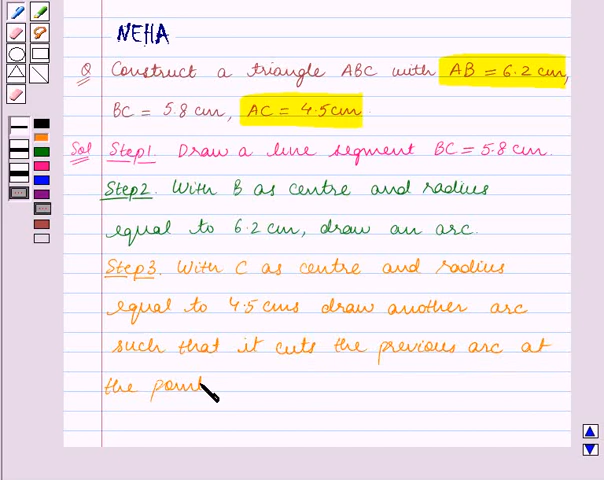 NEHA
Q Construct a triangle ABC with AB = 6.2 cm,
BC = 5.8 cm, AC = 4.5cm.
Sol Step1. Draw a line segment BC = 5.8 cm.
Step2. With B as centre and radius
equal to 6.2 cm, draw an arc.
Step3. With C as centre and radius
equal to 4.5 cms draw another arc
such that it cuts the previous arc at
the point